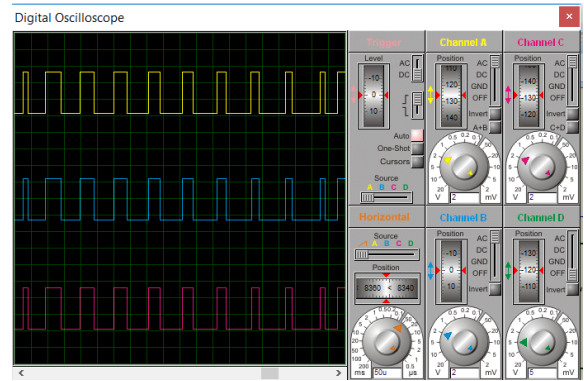 Digital Oscilloscope
Trigger
Level
AC
DC
-10
0
10
Auto
One-Shot
Cursors
Source
A B C D
Channel A
Position
110
120
130
140
AC
DC
GND
OFF
Invert
A+B
V 2 mV
Channel C
Position
-140
-130
-120
AC
DC
GND
OFF
Invert
C+D
V 2 mV
Horizontal
Source
A B C D
Position
8360 < 8340
ms 50u µs
Channel B
Position
-10
0
10
AC
DC
GND
OFF
Invert
V 2 mV
Channel D
Position
-130
-120
-110
AC
DC
GND
OFF
Invert
V 5 mV